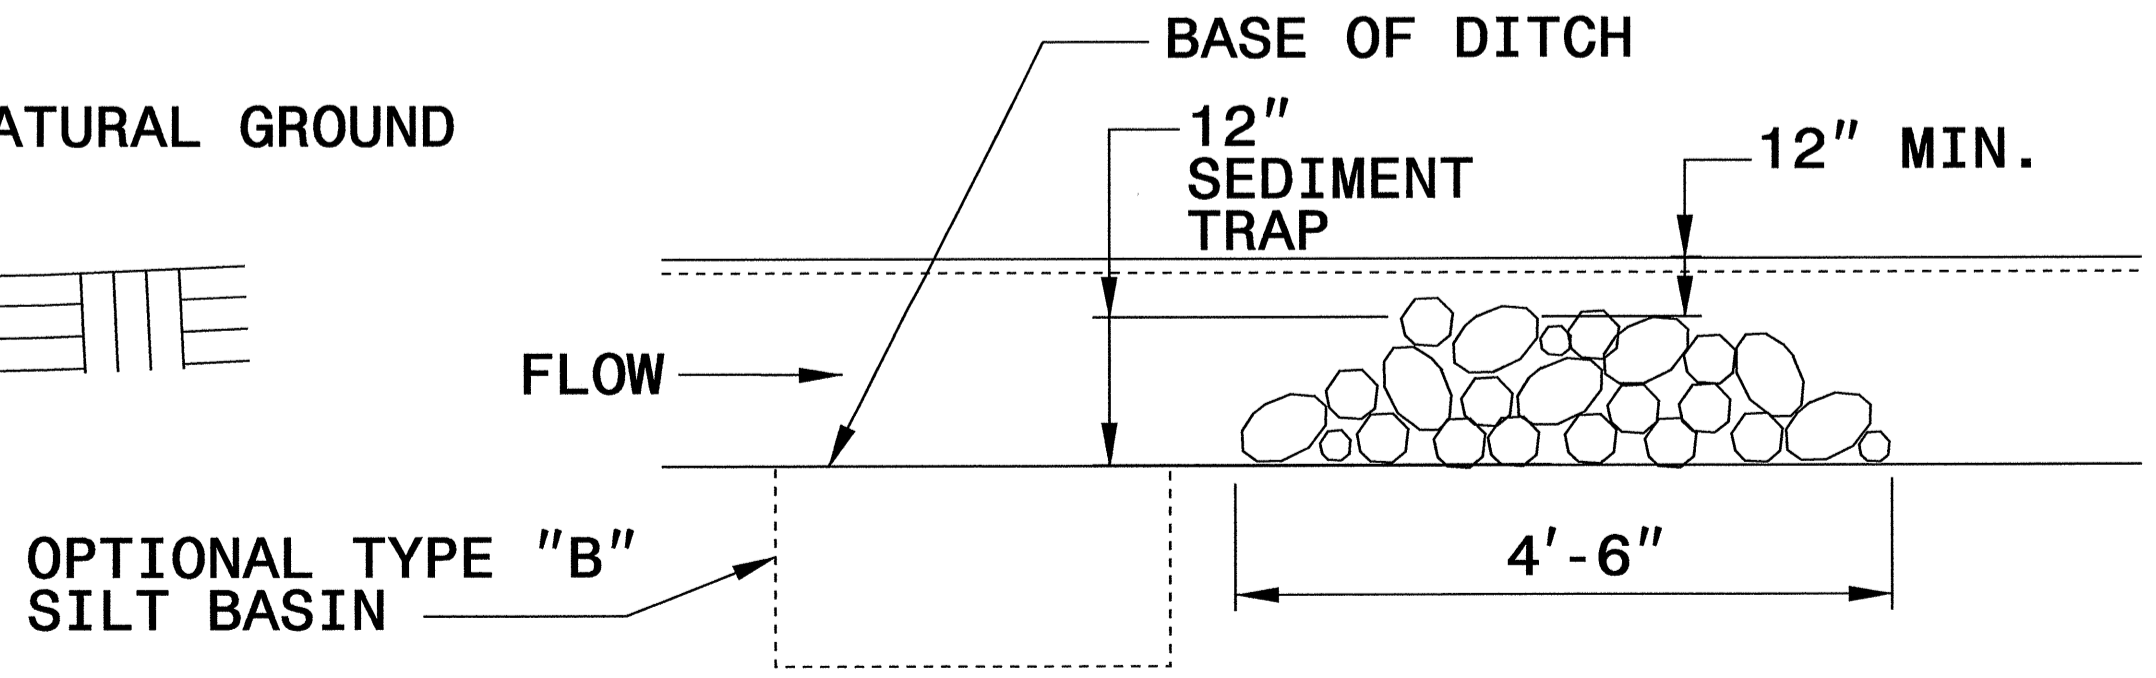 BASE OF DITCH
ATURAL GROUND
12"
SEDIMENT
TRAP
12" MIN.
FLOW
OPTIONAL TYPE "B"
SILT BASIN
4'-6"